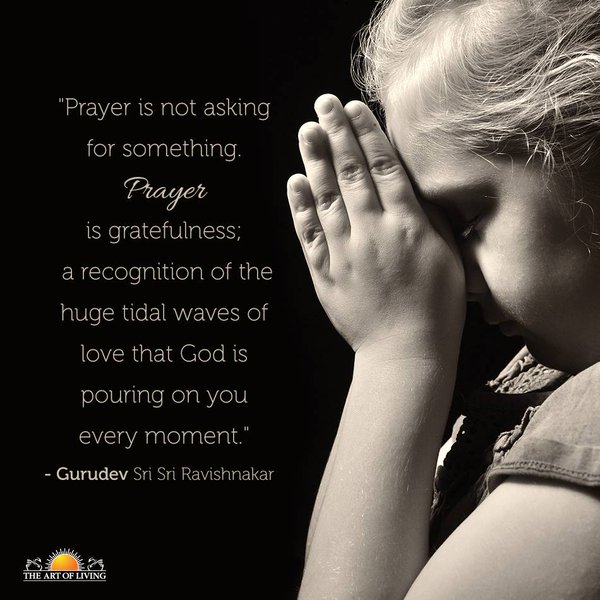 "Prayer is not asking
for something.
Prayer
is gratefulness;
a recognition of the
huge tidal waves of
love that God is
pouring on you
every moment."
- Gurudev Sri Sri Ravishnakar
THE ART OF LIVING